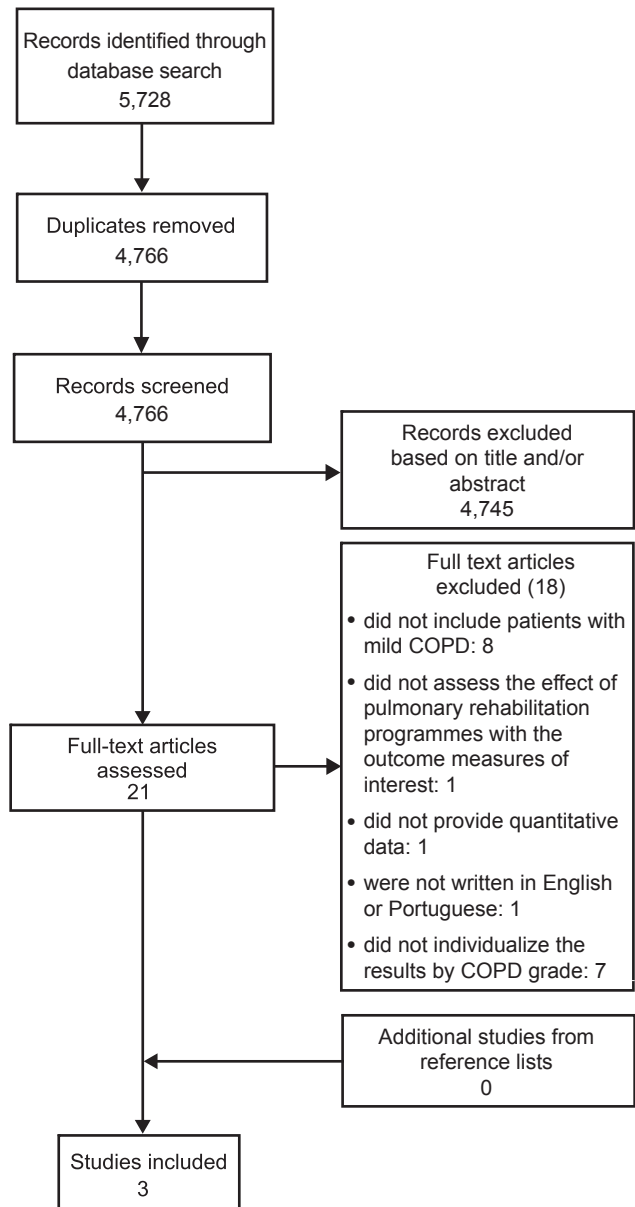 Records identified through
database search
5,728
Duplicates removed
4,766
Records screened
4,766
Records excluded
based on title and/or
abstract
4,745
Full text articles
excluded (18)
• did not include patients with
mild COPD: 8
• did not assess the effect of
pulmonary rehabilitation
programmes with the
outcome measures of
interest: 1
• did not provide quantitative
data: 1
• were not written in English
or Portuguese: 1
• did not individualize the
results by COPD grade: 7
Full-text articles
assessed
21
Additional studies from
reference lists
0
Studies included
3